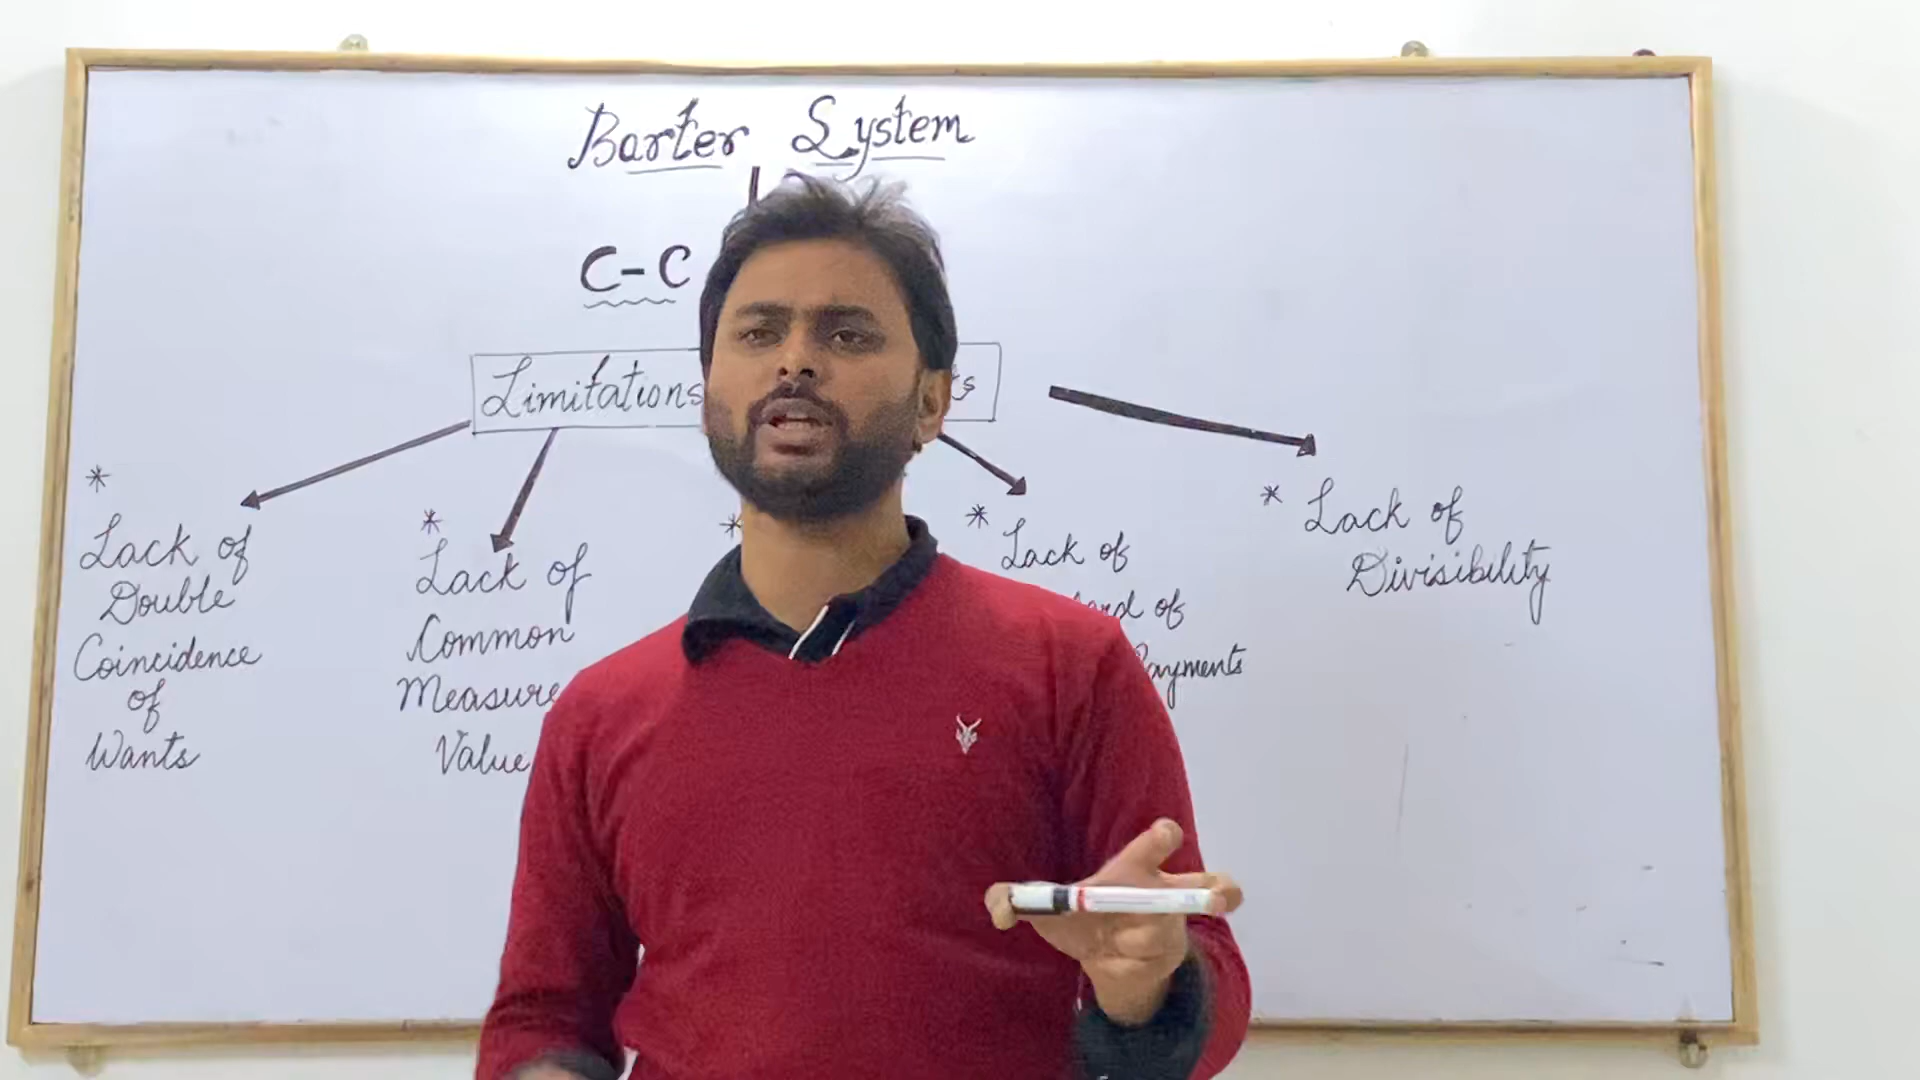 Barter System
C-C
Limitations
* Lack of
Double
Coincidence
of
Wants
* Lack of
Common
Measure
Value
*
* Lack of
of
Payments
* Lack of
Divisibility